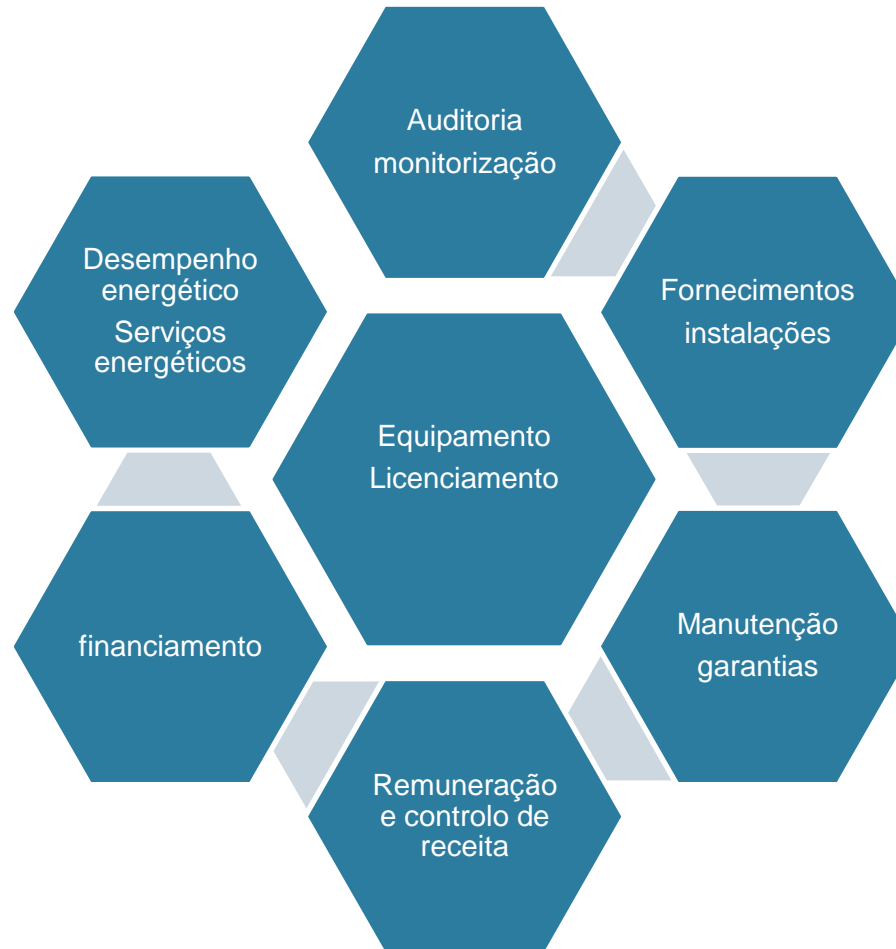 Auditoria
monitorização
Fornecimentos
instalações
Manutenção
garantias
Remuneração
e controlo de
receita
financiamento
Desempenho
energético
Serviços
energéticos
Equipamento
Licenciamento